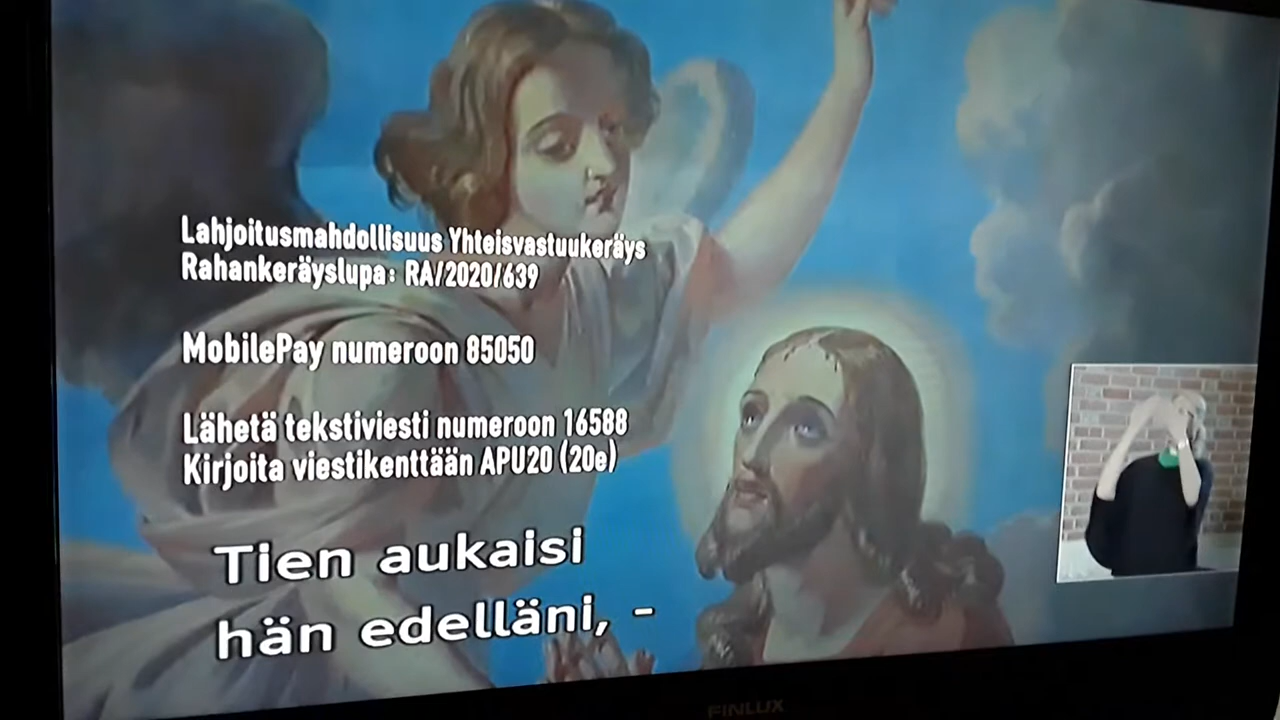 Lahjoitusmahdollisuus Yhteisvastuukeräys
Rahankeräyslupa: RA/2020/639
MobilePay numeroon 85050
Lähetä tekstiviesti numeroon 16588
Kirjoita viestikenttään APU20 (20e)
Tien aukaisi
hän edelläni, -
FINLUX